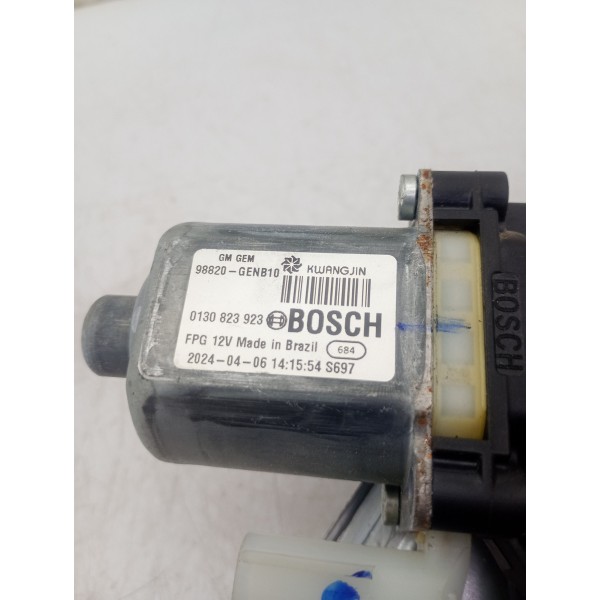 GM GEM
98820-GENB10 KWANGJIN
0130 823 923 BOSCH
FPG 12V Made in Brazil 684
2024-04-06 14:15:54 S697
BOSCH